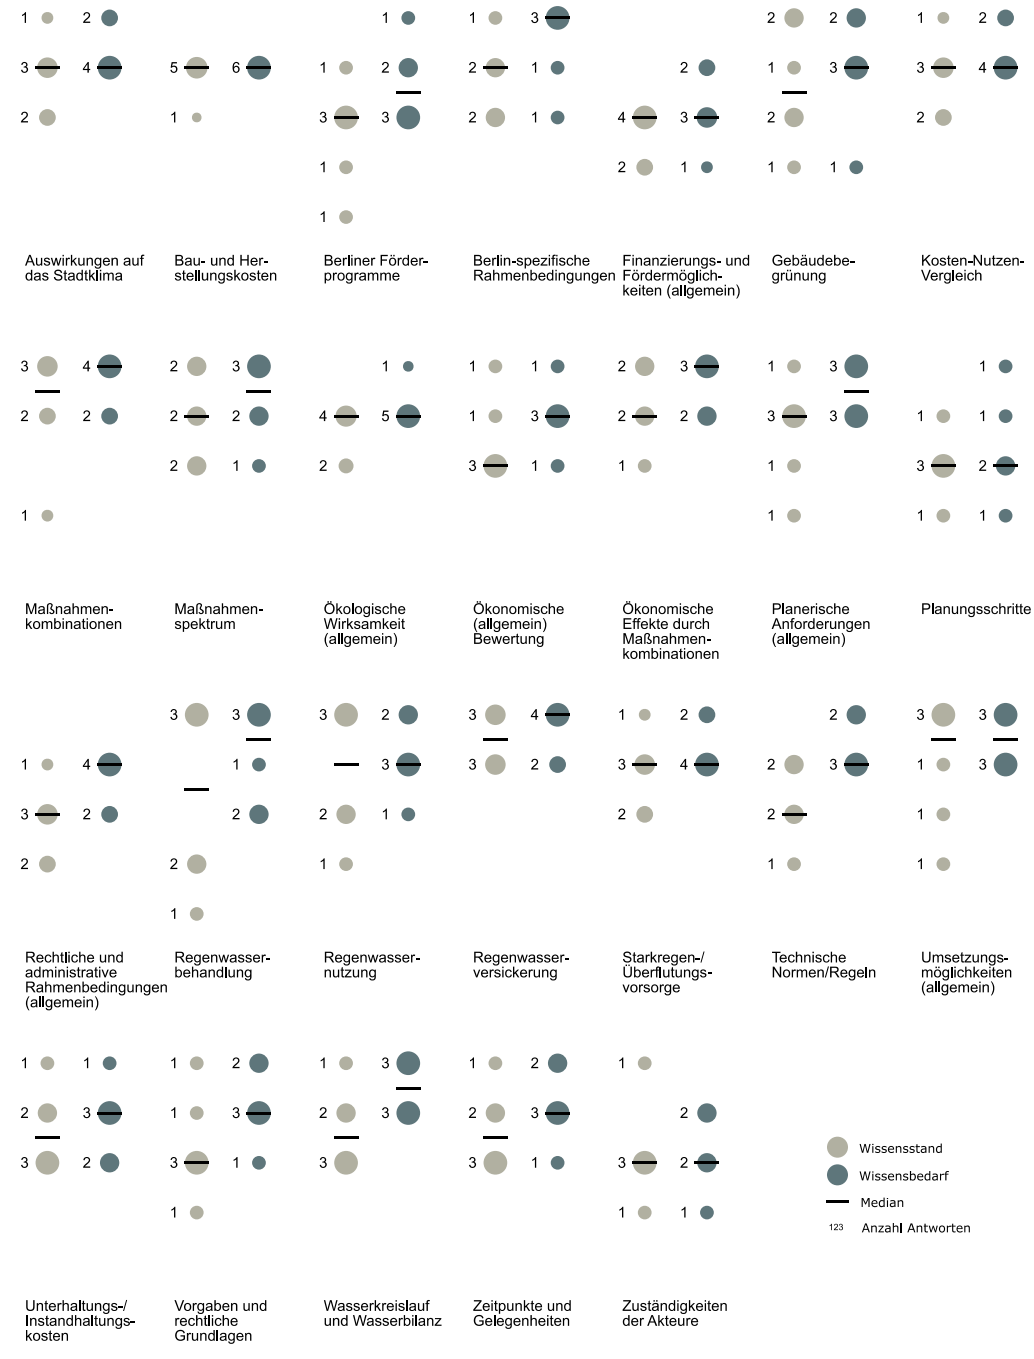 1 2 1 1 3 2 2 1 2
3 4 5 6 1 2 2 1 2 1 3 3 4
2 1 3 3 2 1 4 3 2 2
1 2 1 1 1
1
Auswirkungen auf
das Stadtklima
Bau- und Her-
stellungskosten
Berliner Förder-
programme
Berlin-spezifische
Rahmenbedingungen
Finanzierungs- und
Fördermöglich-
keiten (allgemein)
Gebäudebe-
grünung
Kosten-Nutzen-
Vergleich
3 4 2 3 1 1 1 2 3 1 3 1
2 2 2 2 4 5 1 3 2 2 3 3 1 1
2 1 2 3 1 1 1 3 2
1 1 1 1
Maßnahmen-
kombinationen
Maßnahmen-
spektrum
Ökologische
Wirksamkeit
(allgemein)
Ökonomische
(allgemein)
Bewertung
Ökonomische
Effekte durch
Maßnahmen-
kombinationen
Planerische
Anforderungen
(allgemein)
Planungsschritte
3 3 3 2 3 4 1 2 2 3 3
1 4 1 3 3 2 3 4 2 3 1 3
3 2 2 2 1 2 2 1
2 2 1 1 1
1
Rechtliche und
administrative
Rahmenbedingungen
(allgemein)
Regenwasser-
behandlung
Regenwasser-
nutzung
Regenwasser-
versickerung
Starkregen-/
Überflutungs-
vorsorge
Technische
Normen/Regeln
Umsetzungs-
möglichkeiten
(allgemein)
1 1 1 2 1 3 1 2 1
2 3 1 3 2 3 2 3 2
3 2 3 1 3 3 1 3 2
1 1 1
Unterhaltungs-/
Instandhaltungs-
kosten
Vorgaben und
rechtliche
Grundlagen
Wasserkreislauf
und Wasserbilanz
Zeitpunkte und
Gelegenheiten
Zuständigkeiten
der Akteure
Wissensstand
Wissensbedarf
Median
123 Anzahl Antworten